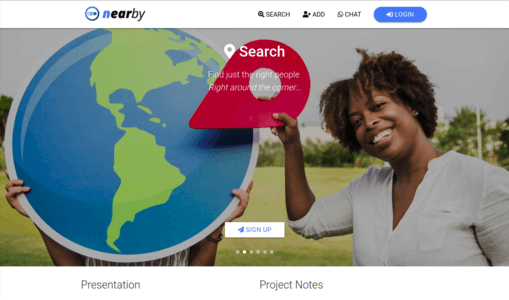 nearby
SEARCH
ADD
CHAT
LOGIN
Search
Find just the right people
Right around the corner...
SIGN UP
Presentation
Project Notes